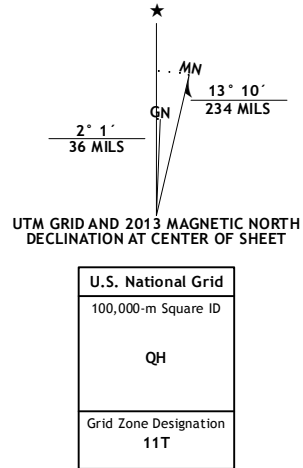 ★
MN
GN
13° 10´
234 MILS
2° 1´
36 MILS
UTM GRID AND 2013 MAGNETIC NORTH
DECLINATION AT CENTER OF SHEET
U.S. National Grid
100,000-m Square ID
QH
Grid Zone Designation
11T